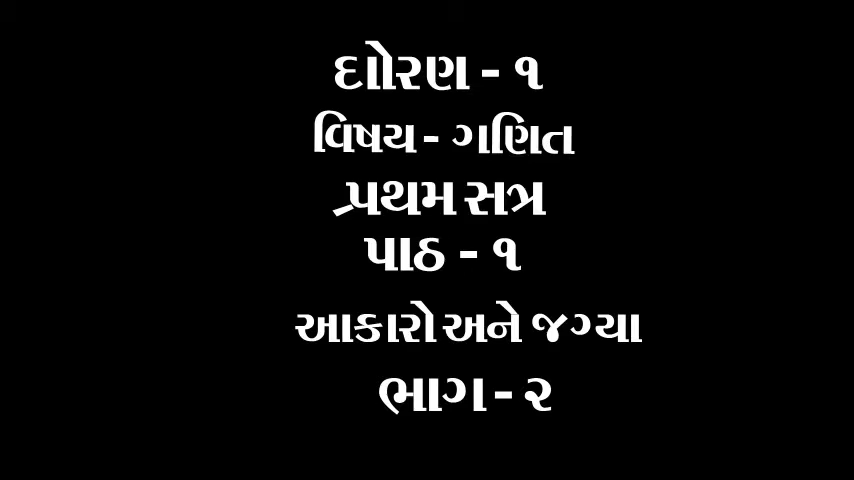 ધોરણ - ૧
વિષય - ગણિત
પ્રથમ સત્ર
પાઠ - ૧
આકારો અને જગ્યા
ભાગ - ૨